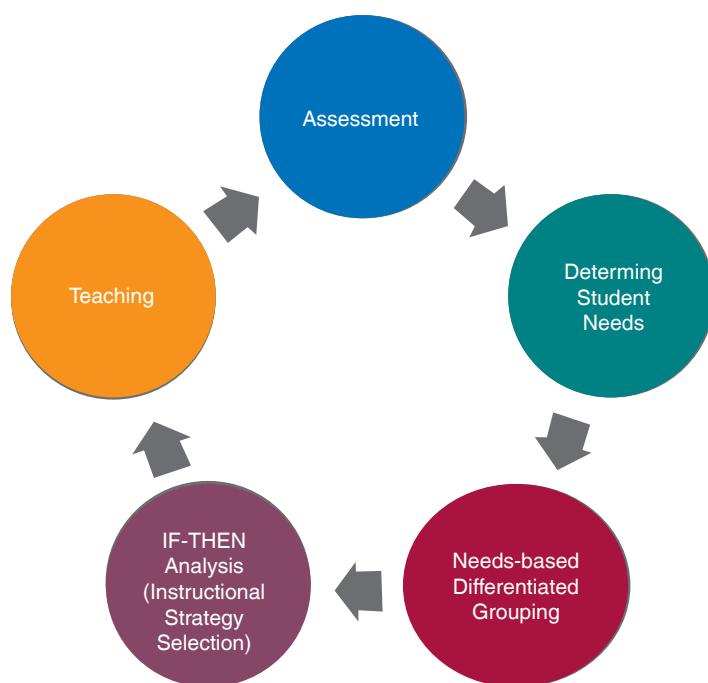 Assessment
Determing
Student
Needs
Needs-based
Differentiated
Grouping
IF-THEN
Analysis
(Instructional
Strategy
Selection)
Teaching